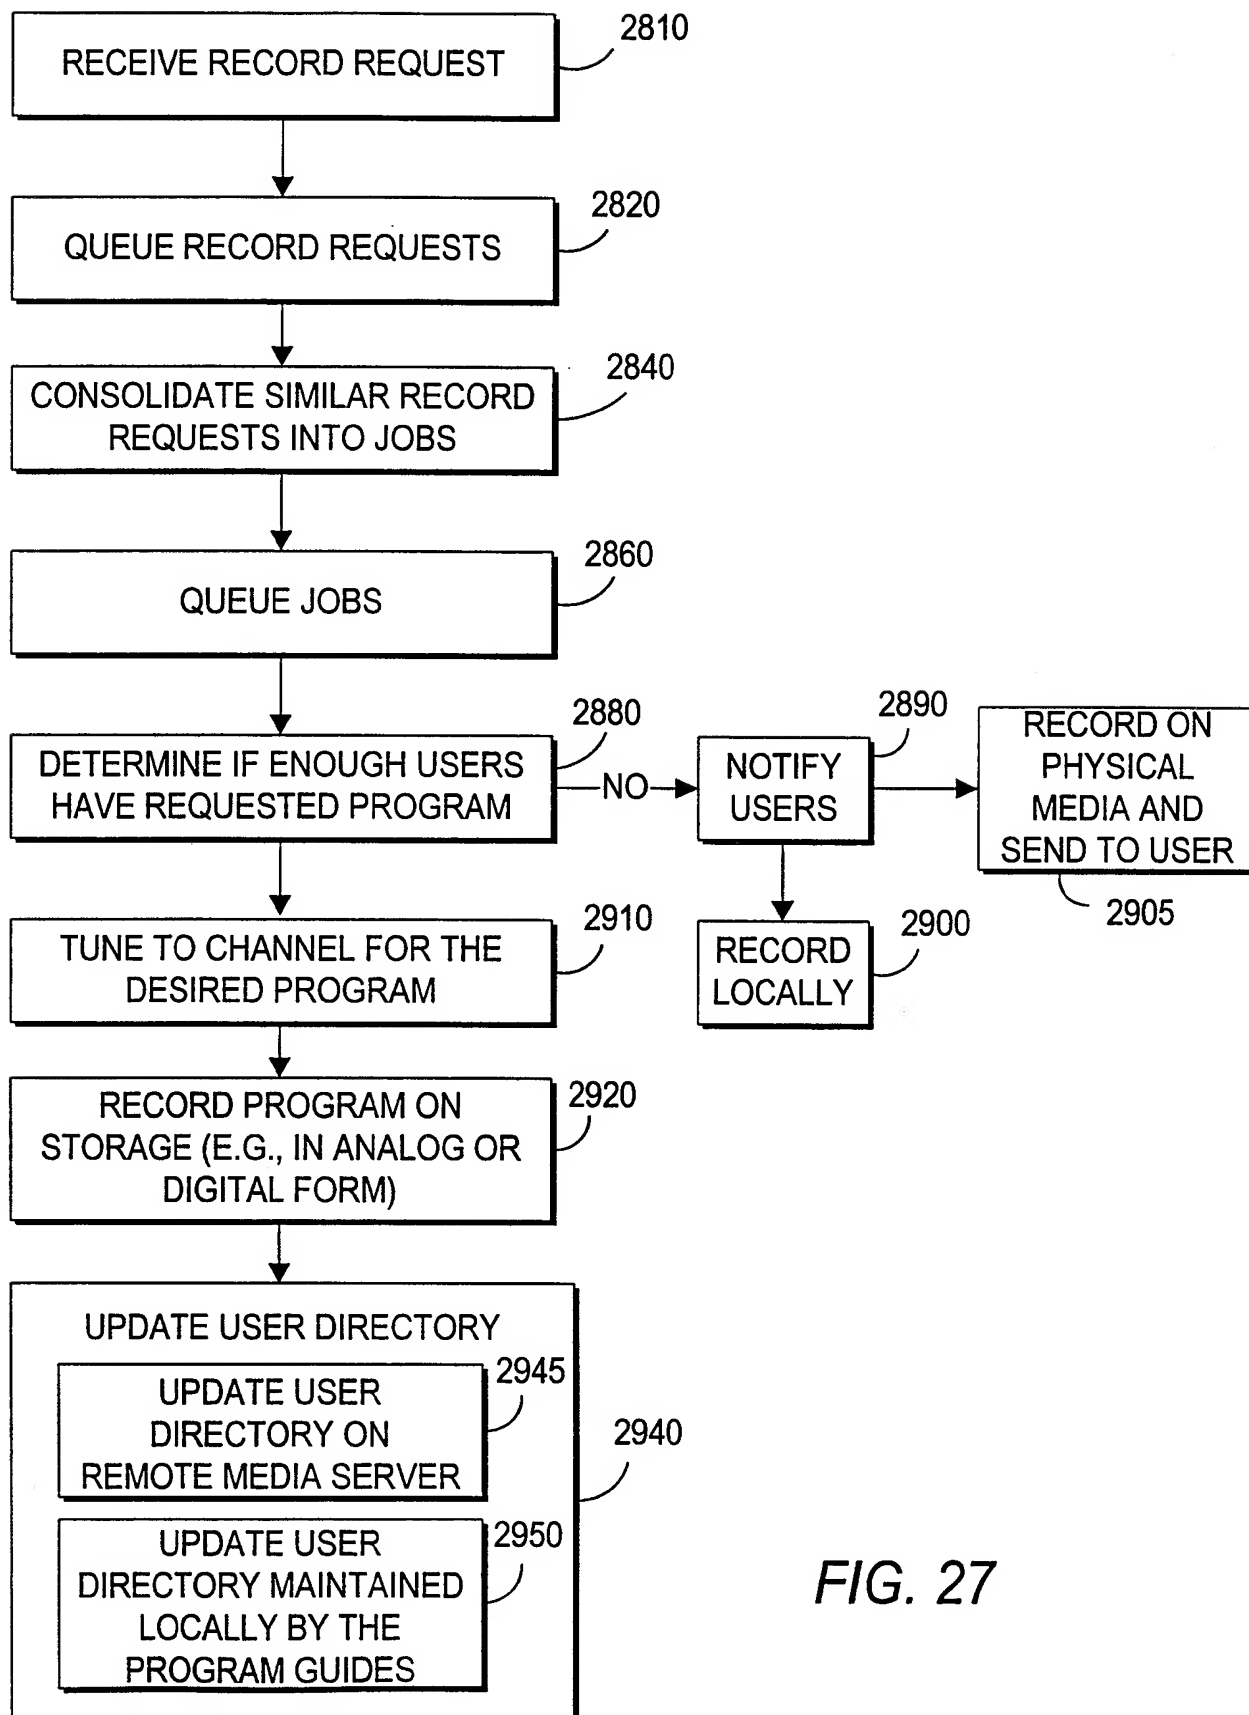 RECEIVE RECORD REQUEST
2810
QUEUE RECORD REQUESTS
2820
CONSOLIDATE SIMILAR RECORD
REQUESTS INTO JOBS
2840
QUEUE JOBS
2860
DETERMINE IF ENOUGH USERS
HAVE REQUESTED PROGRAM
2880
NO
NOTIFY
USERS
2890
RECORD ON
PHYSICAL
MEDIA AND
SEND TO USER
2905
RECORD
LOCALLY
2900
TUNE TO CHANNEL FOR THE
DESIRED PROGRAM
2910
RECORD PROGRAM ON
STORAGE (E.G., IN ANALOG OR
DIGITAL FORM)
2920
UPDATE USER DIRECTORY
2940
UPDATE USER
DIRECTORY ON
REMOTE MEDIA SERVER
2945
UPDATE USER
DIRECTORY MAINTAINED
LOCALLY BY THE
PROGRAM GUIDES
2950
FIG. 27